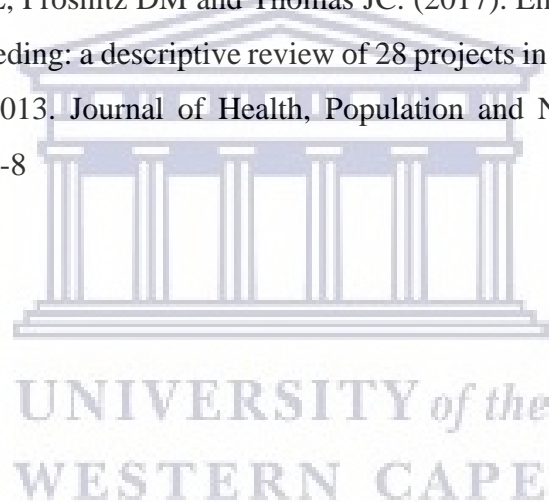 Prosnitz DM and Thomas JC. (2017). En
eding: a descriptive review of 28 projects in
013. Journal of Health, Population and N
-8
UNIVERSITY of the
WESTERN CAPE